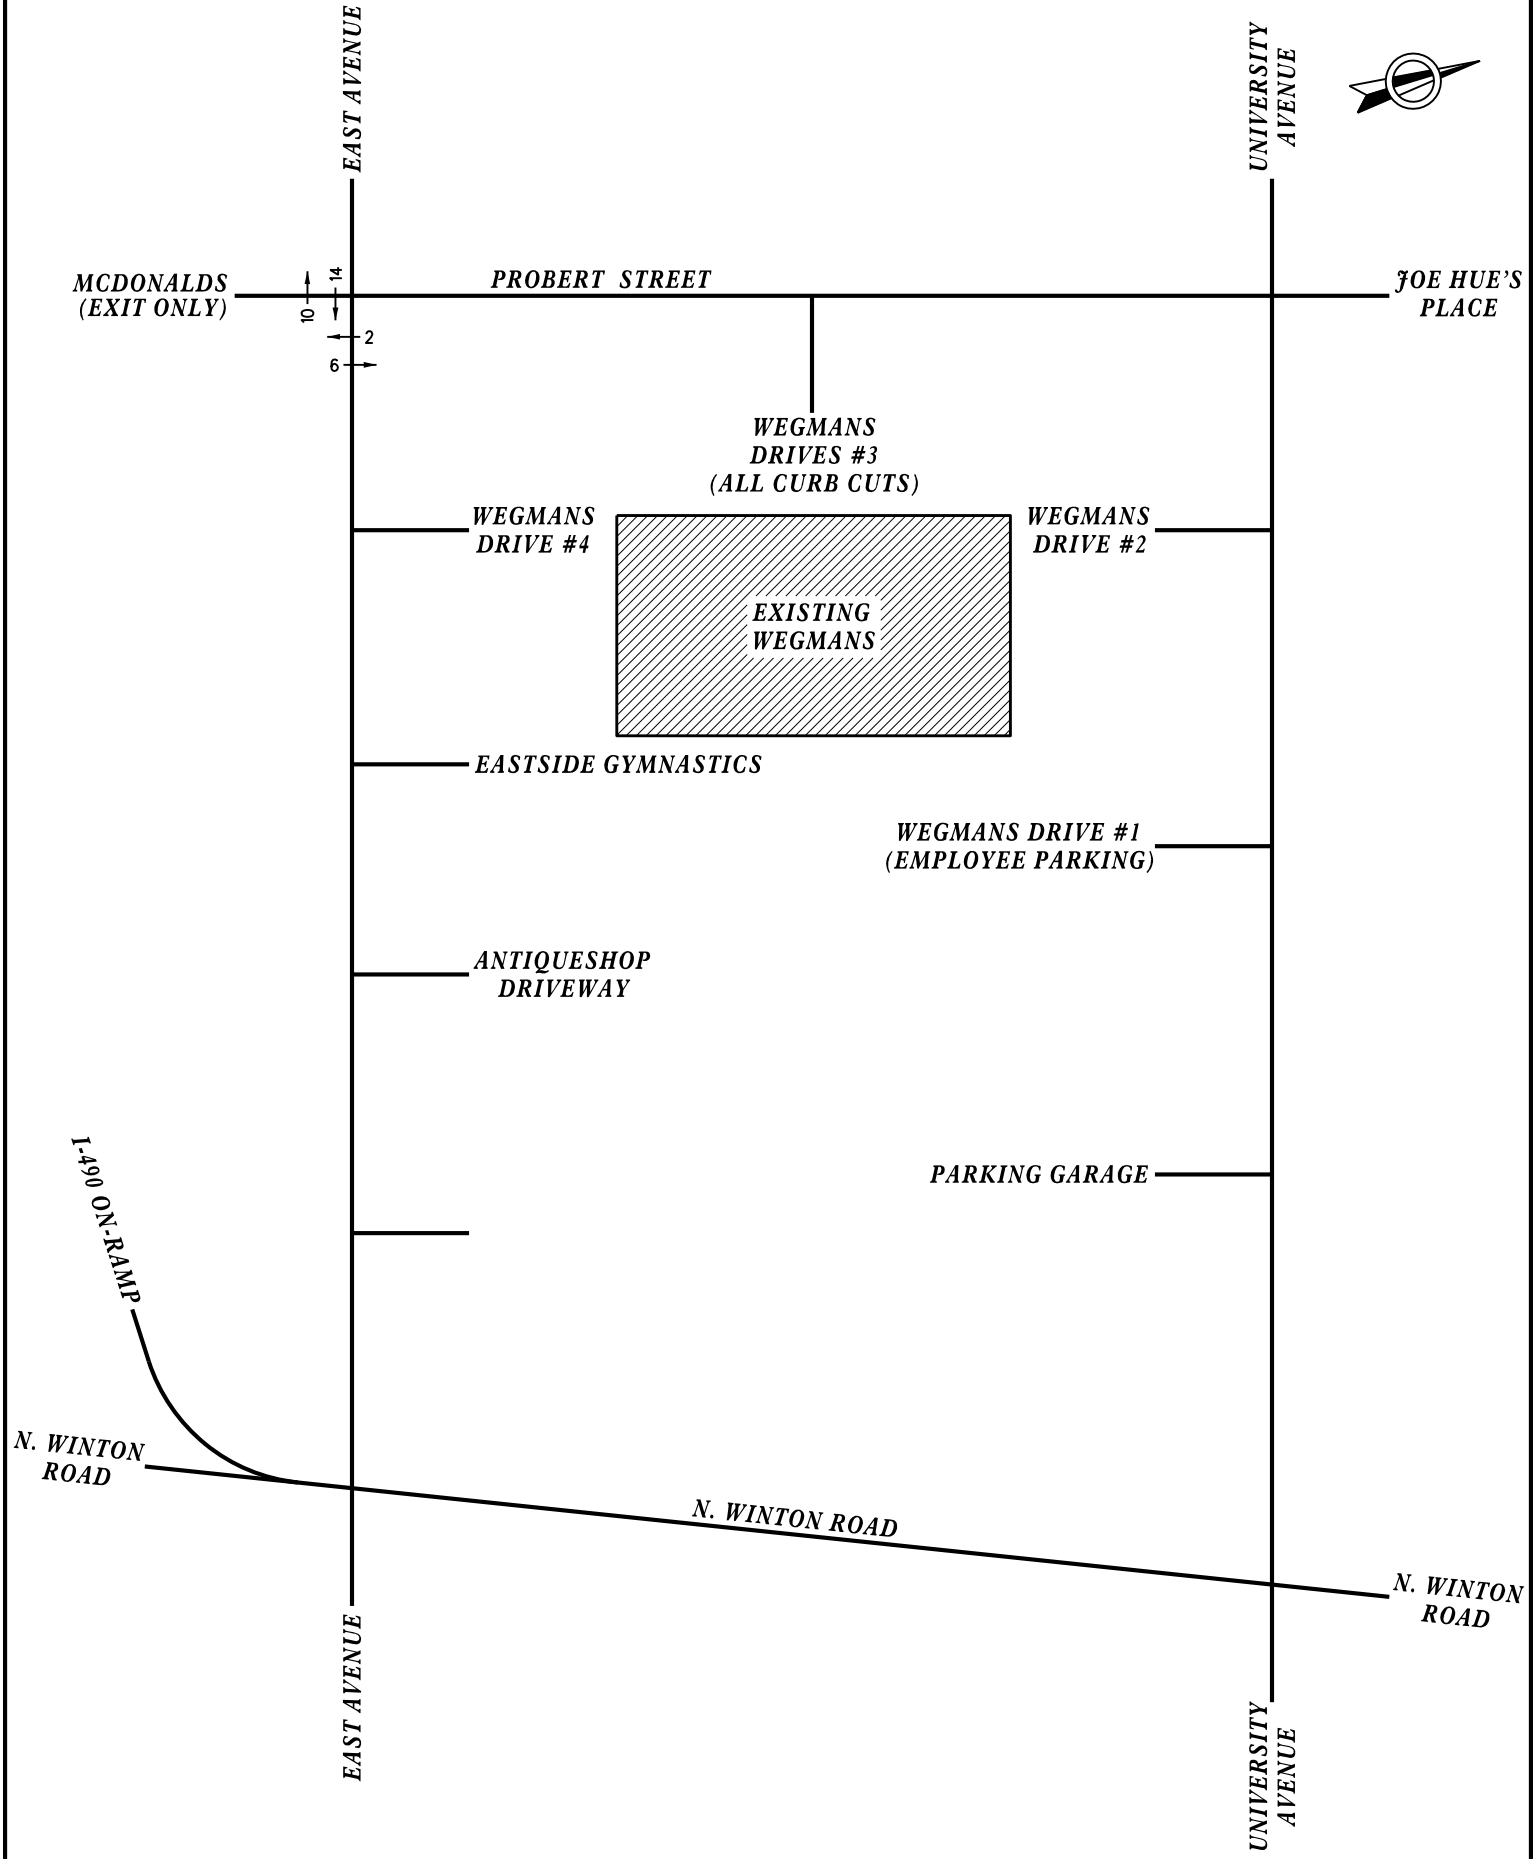 EAST AVENUE
UNIVERSITY
AVENUE
MCDONALDS
(EXIT ONLY)
10
14
2
6
PROBERT STREET
JOE HUE'S
PLACE
WEGMANS
DRIVES #3
(ALL CURB CUTS)
WEGMANS
DRIVE #4
WEGMANS
DRIVE #2
EXISTING
WEGMANS
EASTSIDE GYMNASTICS
WEGMANS DRIVE #1
(EMPLOYEE PARKING)
ANTIQUESHOP
DRIVEWAY
PARKING GARAGE
I-490 ON-RAMP
N. WINTON
ROAD
N. WINTON ROAD
N. WINTON
ROAD
EAST AVENUE
UNIVERSITY
AVENUE